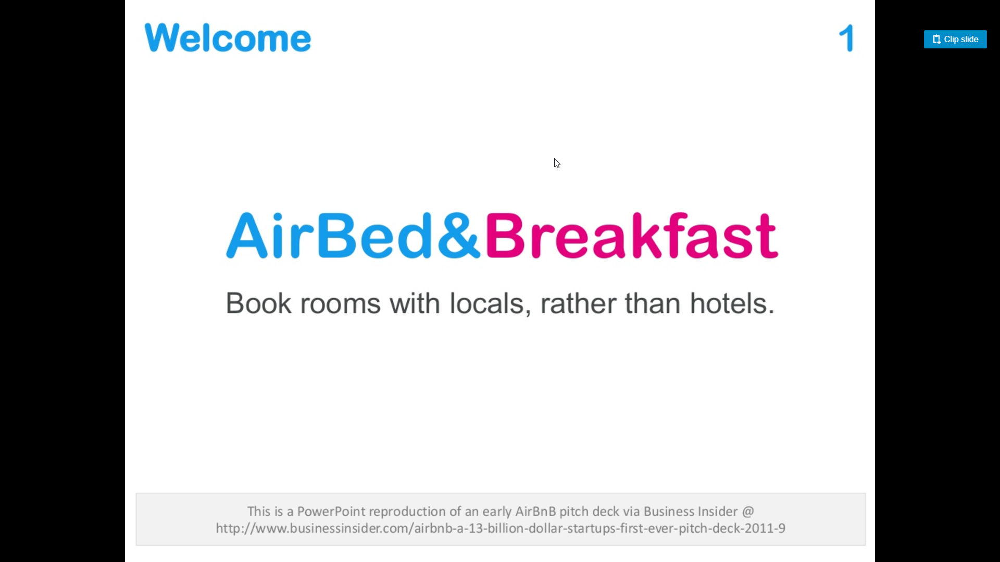 Welcome
1
Clip slide
AirBed&Breakfast
Book rooms with locals, rather than hotels.
This is a PowerPoint reproduction of an early AirBnB pitch deck via Business Insider @
http://www.businessinsider.com/airbnb-a-13-billion-dollar-startups-first-ever-pitch-deck-2011-9